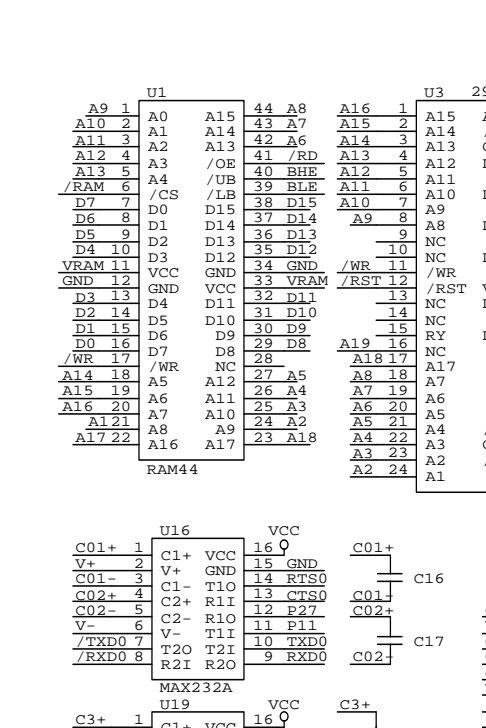 U1 U3 29
A9 1 A0 A15 44 A8 A16 1 A15
A10 2 A1 A14 43 A7 A15 2 A14
A11 3 A2 A13 42 A6 A14 3 A13
A12 4 A3 /OE 41 /RD A13 4 A12
A13 5 A4 /UB 40 BHE A12 5 A11
/RAM 6 /CS /LB 39 BLE A11 6 A10
D7 7 D0 D15 38 D15 A10 7 A9
D6 8 D1 D14 37 D14 A9 8 A8
D5 9 D2 D13 36 D13 9 NC
D4 10 D3 D12 35 D12 10 NC
VRAM 11 VCC GND 34 GND /WR 11 /WR
GND 12 GND VCC 33 VRAM /RST 12 /RST
D3 13 D4 D11 32 D11 13 NC
D2 14 D5 D10 31 D10 14 NC
D1 15 D6 D9 30 D9 15 RY
D0 16 D7 D8 29 D8 A19 16 NC
/WR 17 /WR NC 28 A18 17 A17
A14 18 A5 A12 27 A5 A8 18 A7
A15 19 A6 A11 26 A4 A7 19 A6
A16 20 A7 A10 25 A3 A6 20 A5
A1 21 A8 A9 24 A2 A5 21 A4
A17 22 A16 A17 23 A18 A4 22 A3
A3 23 A2
A2 24 A1
RAM44
U16 VCC
C01+ 1 C1+ VCC 16 C01+
V+ 2 V+ GND 15 GND
C01- 3 C1- T1O 14 RTS0 C16
C02+ 4 C2+ R1I 13 CTS0 C01-
C02- 5 C2- R1O 12 P27 C02+
V- 6 V- T1I 11 P11
/TXD0 7 T2O T2I 10 TXD0 C17
/RXD0 8 R2I R2O 9 RXD0 C02-
MAX232A
U19 VCC C3+
C3+ 1 C1+ VCC 16